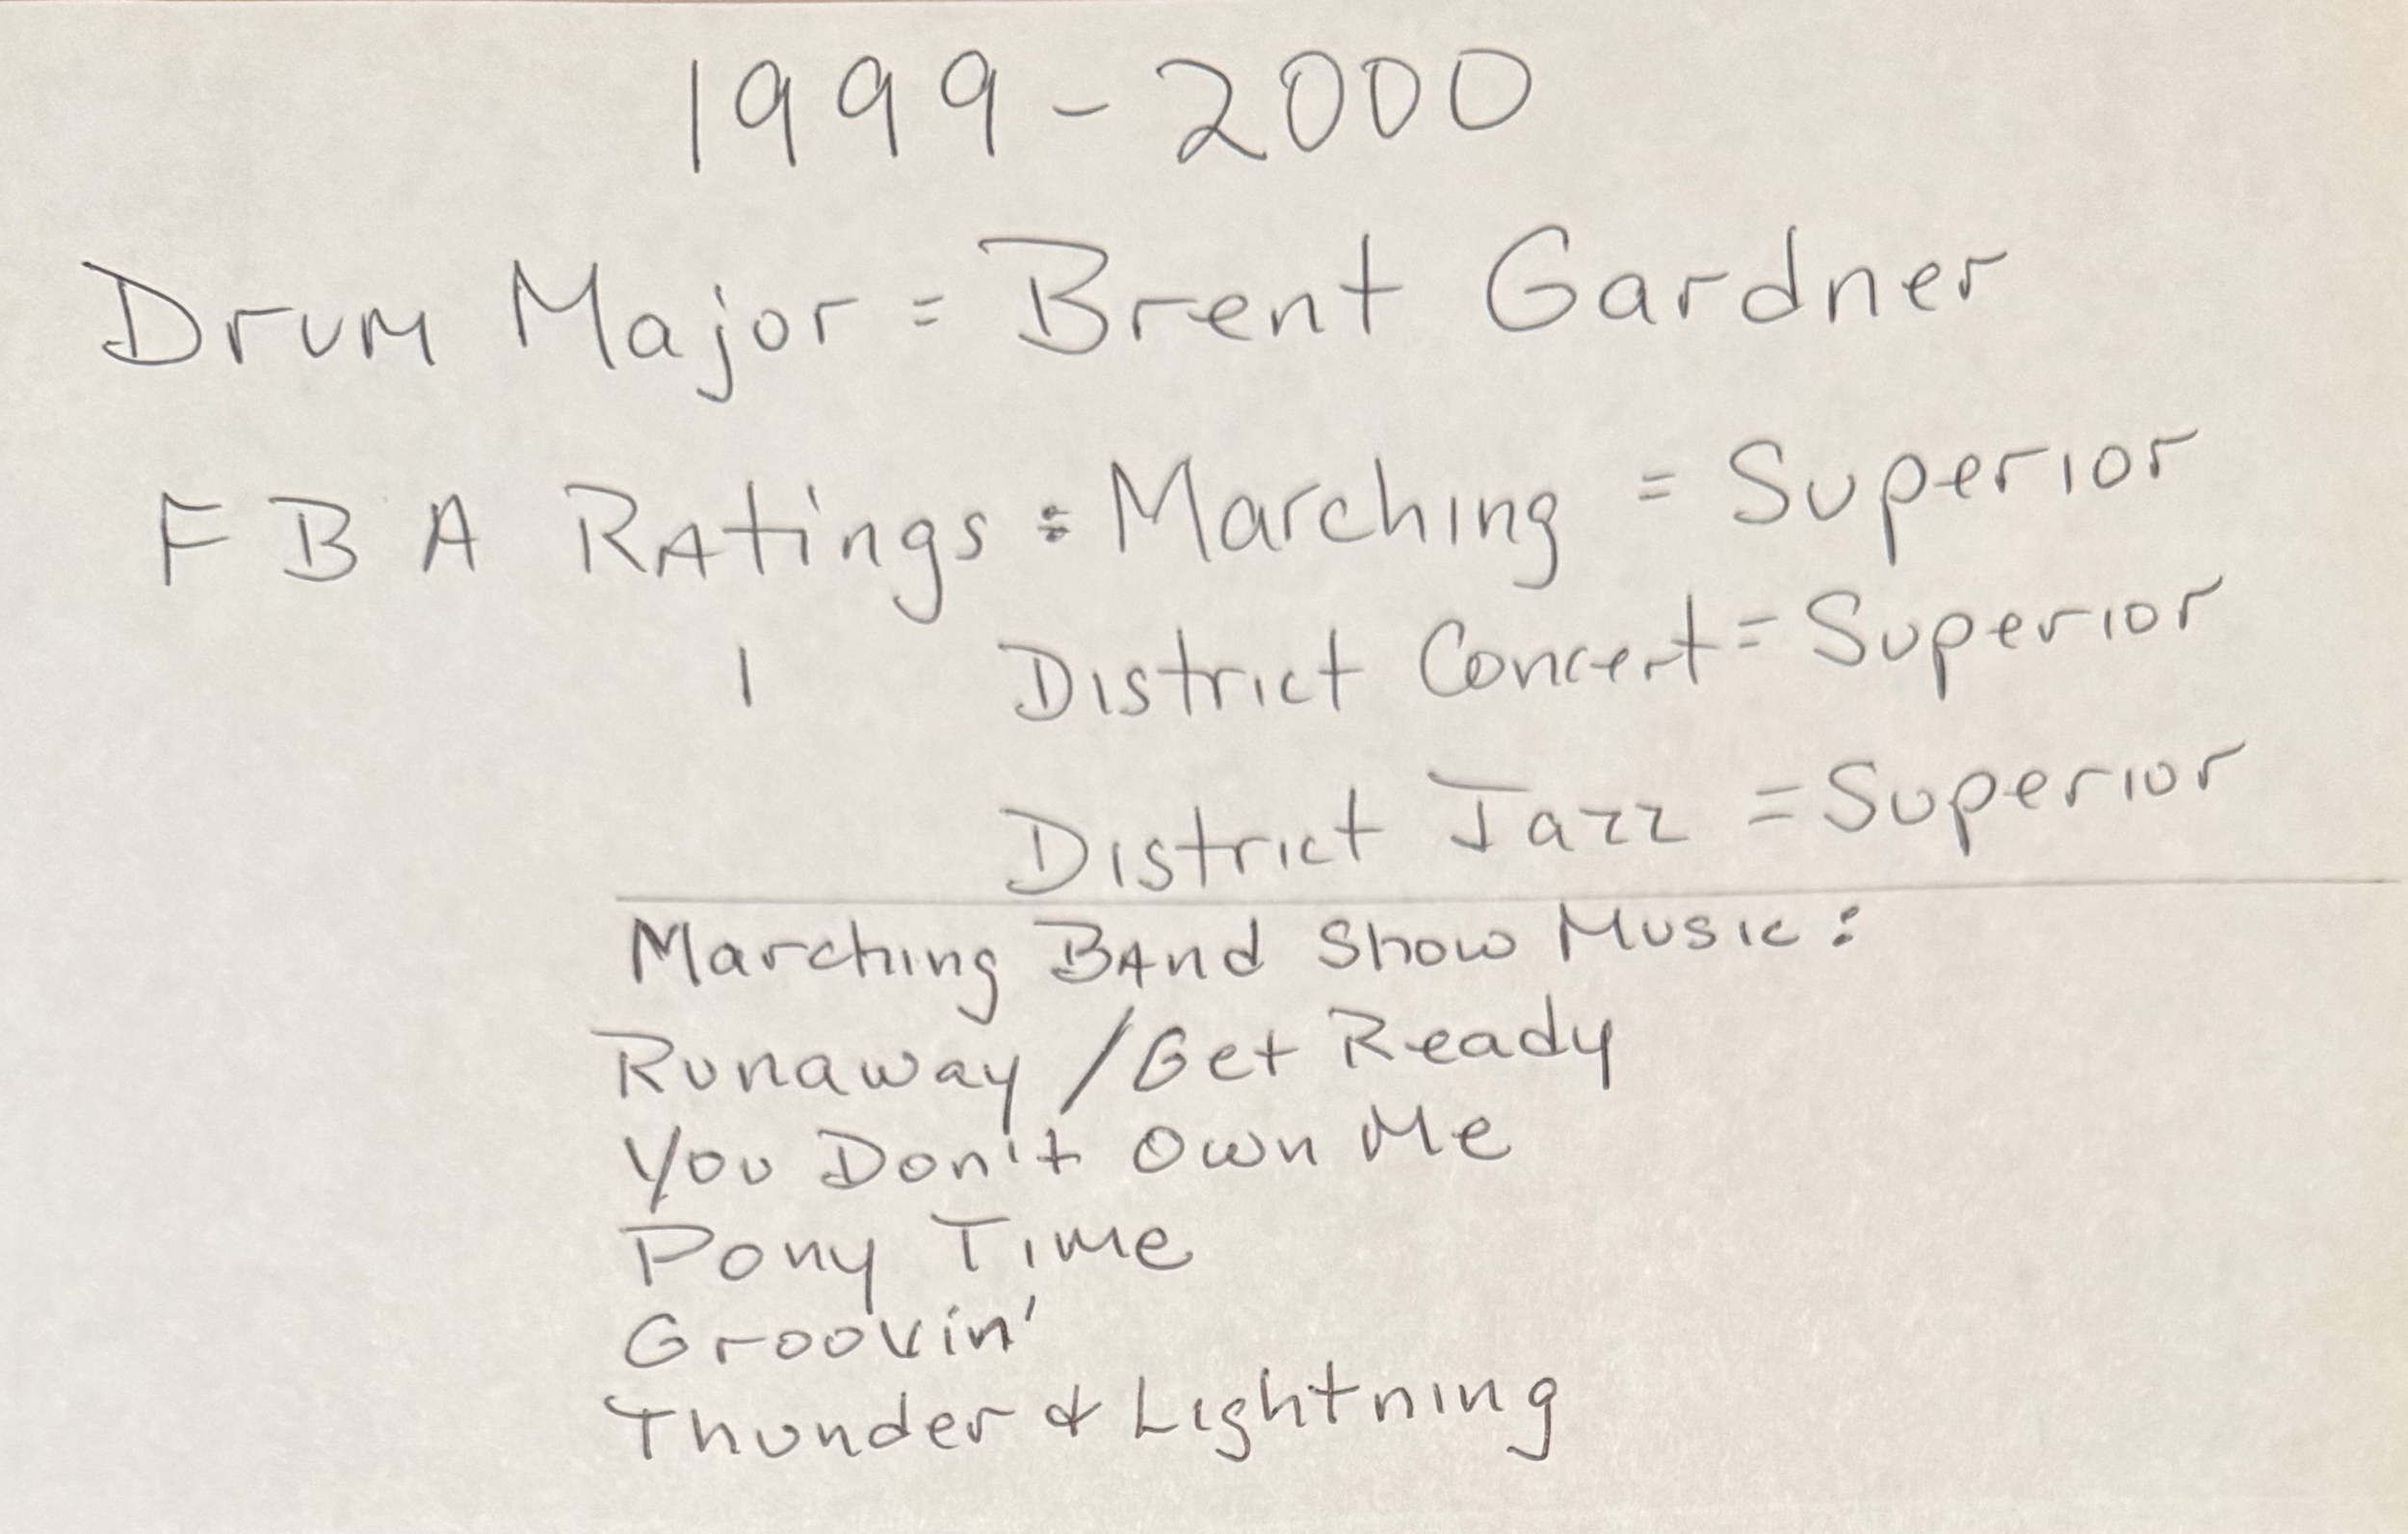 1999-2000
Drum Major = Brent Gardner
F B A Ratings : Marching = Superior
District Concert = Superior
District Jazz = Superior
Marching Band Show Music:
Runaway / Get Ready
You Don't Own Me
Pony Time
Groovin'
Thunder & Lightning